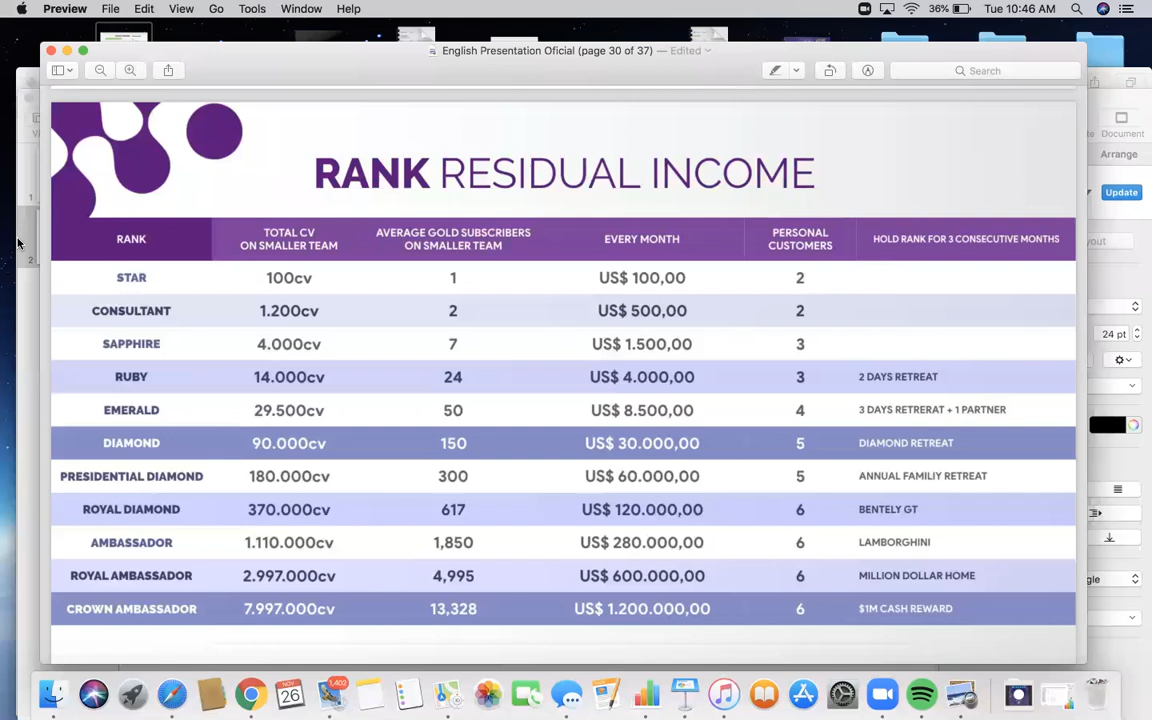 Preview File Edit View Go Tools Window Help 36% Tue 10:46 AM
English Presentation Oficial (page 30 of 37) — Edited
Search
Document
Arrange
Update
24 pt
1
2
RANK RESIDUAL INCOME
RANK TOTAL CV ON SMALLER TEAM AVERAGE GOLD SUBSCRIBERS ON SMALLER TEAM EVERY MONTH PERSONAL CUSTOMERS HOLD RANK FOR 3 CONSECUTIVE MONTHS
STAR 100cv 1 US$ 100,00 2
CONSULTANT 1.200cv 2 US$ 500,00 2
SAPPHIRE 4.000cv 7 US$ 1.500,00 3
RUBY 14.000cv 24 US$ 4.000,00 3 2 DAYS RETREAT
EMERALD 29.500cv 50 US$ 8.500,00 4 3 DAYS RETRERAT + 1 PARTNER
DIAMOND 90.000cv 150 US$ 30.000,00 5 DIAMOND RETREAT
PRESIDENTIAL DIAMOND 180.000cv 300 US$ 60.000,00 5 ANNUAL FAMILIY RETREAT
ROYAL DIAMOND 370.000cv 617 US$ 120.000,00 6 BENTELY GT
AMBASSADOR 1.110.000cv 1,850 US$ 280.000,00 6 LAMBORGHINI
ROYAL AMBASSADOR 2.997.000cv 4,995 US$ 600.000,00 6 MILLION DOLLAR HOME
CROWN AMBASSADOR 7.997.000cv 13,328 US$ 1.200.000,00 6 $1M CASH REWARD
NOV 26
1,402